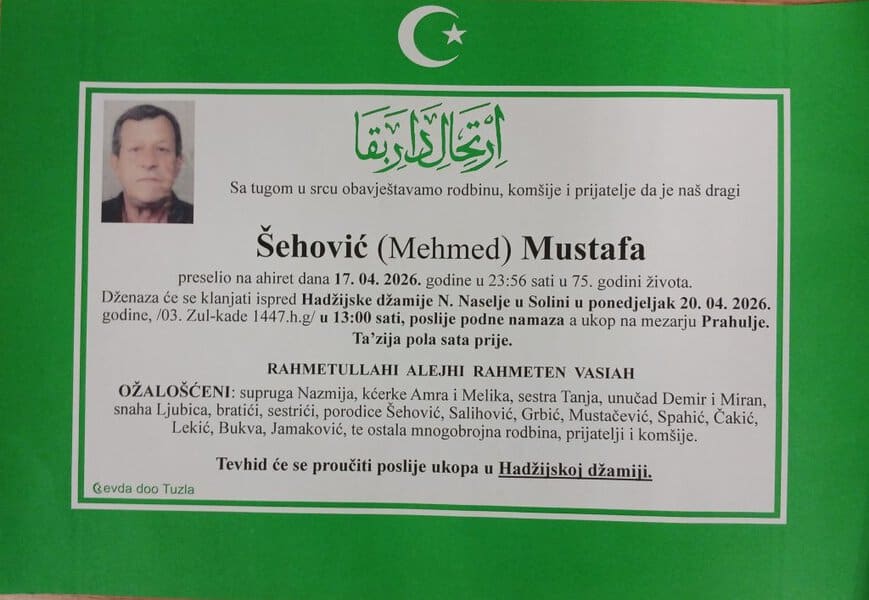 اِرْتِحَالِ دَارِ بَقَا
Sa tugom u srcu obavještavamo rodbinu, komšije i prijatelje da je naš dragi
Šehović (Mehmed) Mustafa
preselio na ahiret dana 17. 04. 2026. godine u 23:56 sati u 75. godini života.
Dženaza će se klanjati ispred Hadžijske džamije N. Naselje u Solini u ponedjeljak 20. 04. 2026.
godine, /03. Zul-kade 1447.h.g/ u 13:00 sati, poslije podne namaza a ukop na mezarju Prahulje.
Ta’zija pola sata prije.
RAHMETULLAHI ALEJHI RAHMETEN VASIAH
OŽALOŠĆENI: supruga Nazmija, kćerke Amra i Melika, sestra Tanja, unučad Demir i Miran,
snaha Ljubica, bratići, sestrići, porodice Šehović, Salihović, Grbić, Mustačević, Spahić, Čakić,
Lekić, Bukva, Jamaković, te ostala mnogobrojna rodbina, prijatelji i komšije.
Tevhid će se proučiti poslije ukopa u Hadžijskoj džamiji.
evda doo Tuzla